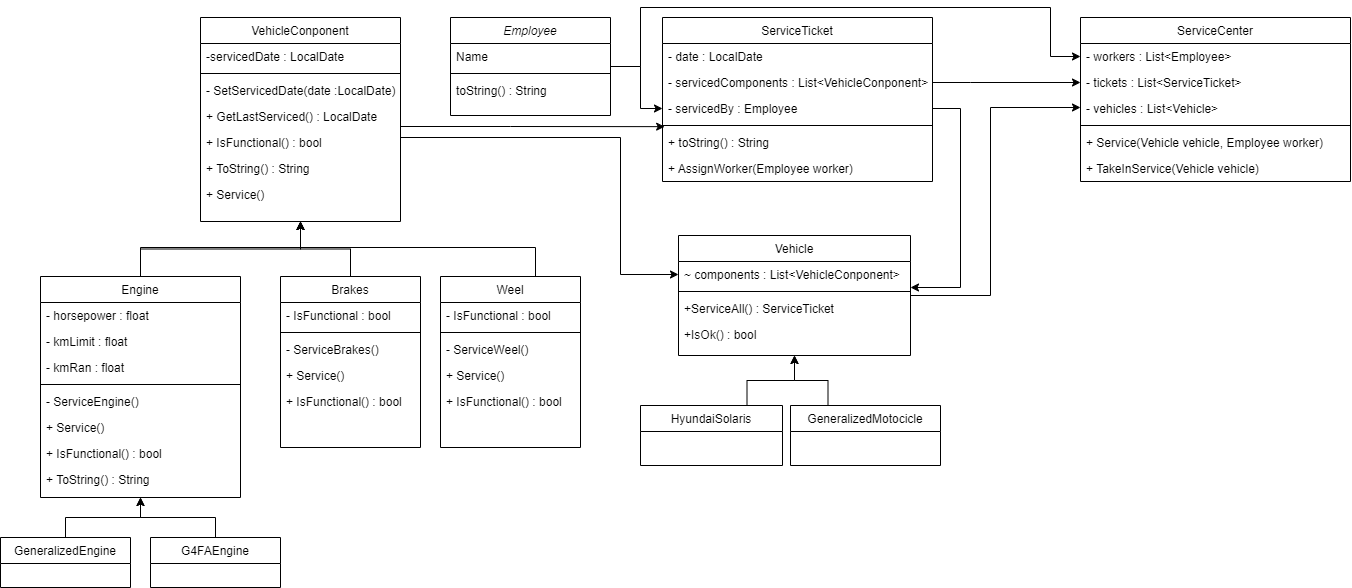 VehicleConponent
-servicedDate : LocalDate
- SetServicedDate(date :LocalDate)
+ GetLastServiced() : LocalDate
+ IsFunctional() : bool
+ ToString() : String
+ Service()
Employee
Name
toString() : String
ServiceTicket
- date : LocalDate
- servicedComponents : List<VehicleConponent>
- servicedBy : Employee
+ toString() : String
+ AssignWorker(Employee worker)
ServiceCenter
- workers : List<Employee>
- tickets : List<ServiceTicket>
- vehicles : List<Vehicle>
+ Service(Vehicle vehicle, Employee worker)
+ TakeInService(Vehicle vehicle)
Vehicle
~ components : List<VehicleConponent>
+ServiceAll() : ServiceTicket
+IsOk() : bool
Engine
- horsepower : float
- kmLimit : float
- kmRan : float
- ServiceEngine()
+ Service()
+ IsFunctional() : bool
+ ToString() : String
Brakes
- IsFunctional : bool
- ServiceBrakes()
+ Service()
+ IsFunctional() : bool
Weel
- IsFunctional : bool
- ServiceWeel()
+ Service()
+ IsFunctional() : bool
HyundaiSolaris
GeneralizedMotocicle
GeneralizedEngine
G4FAEngine